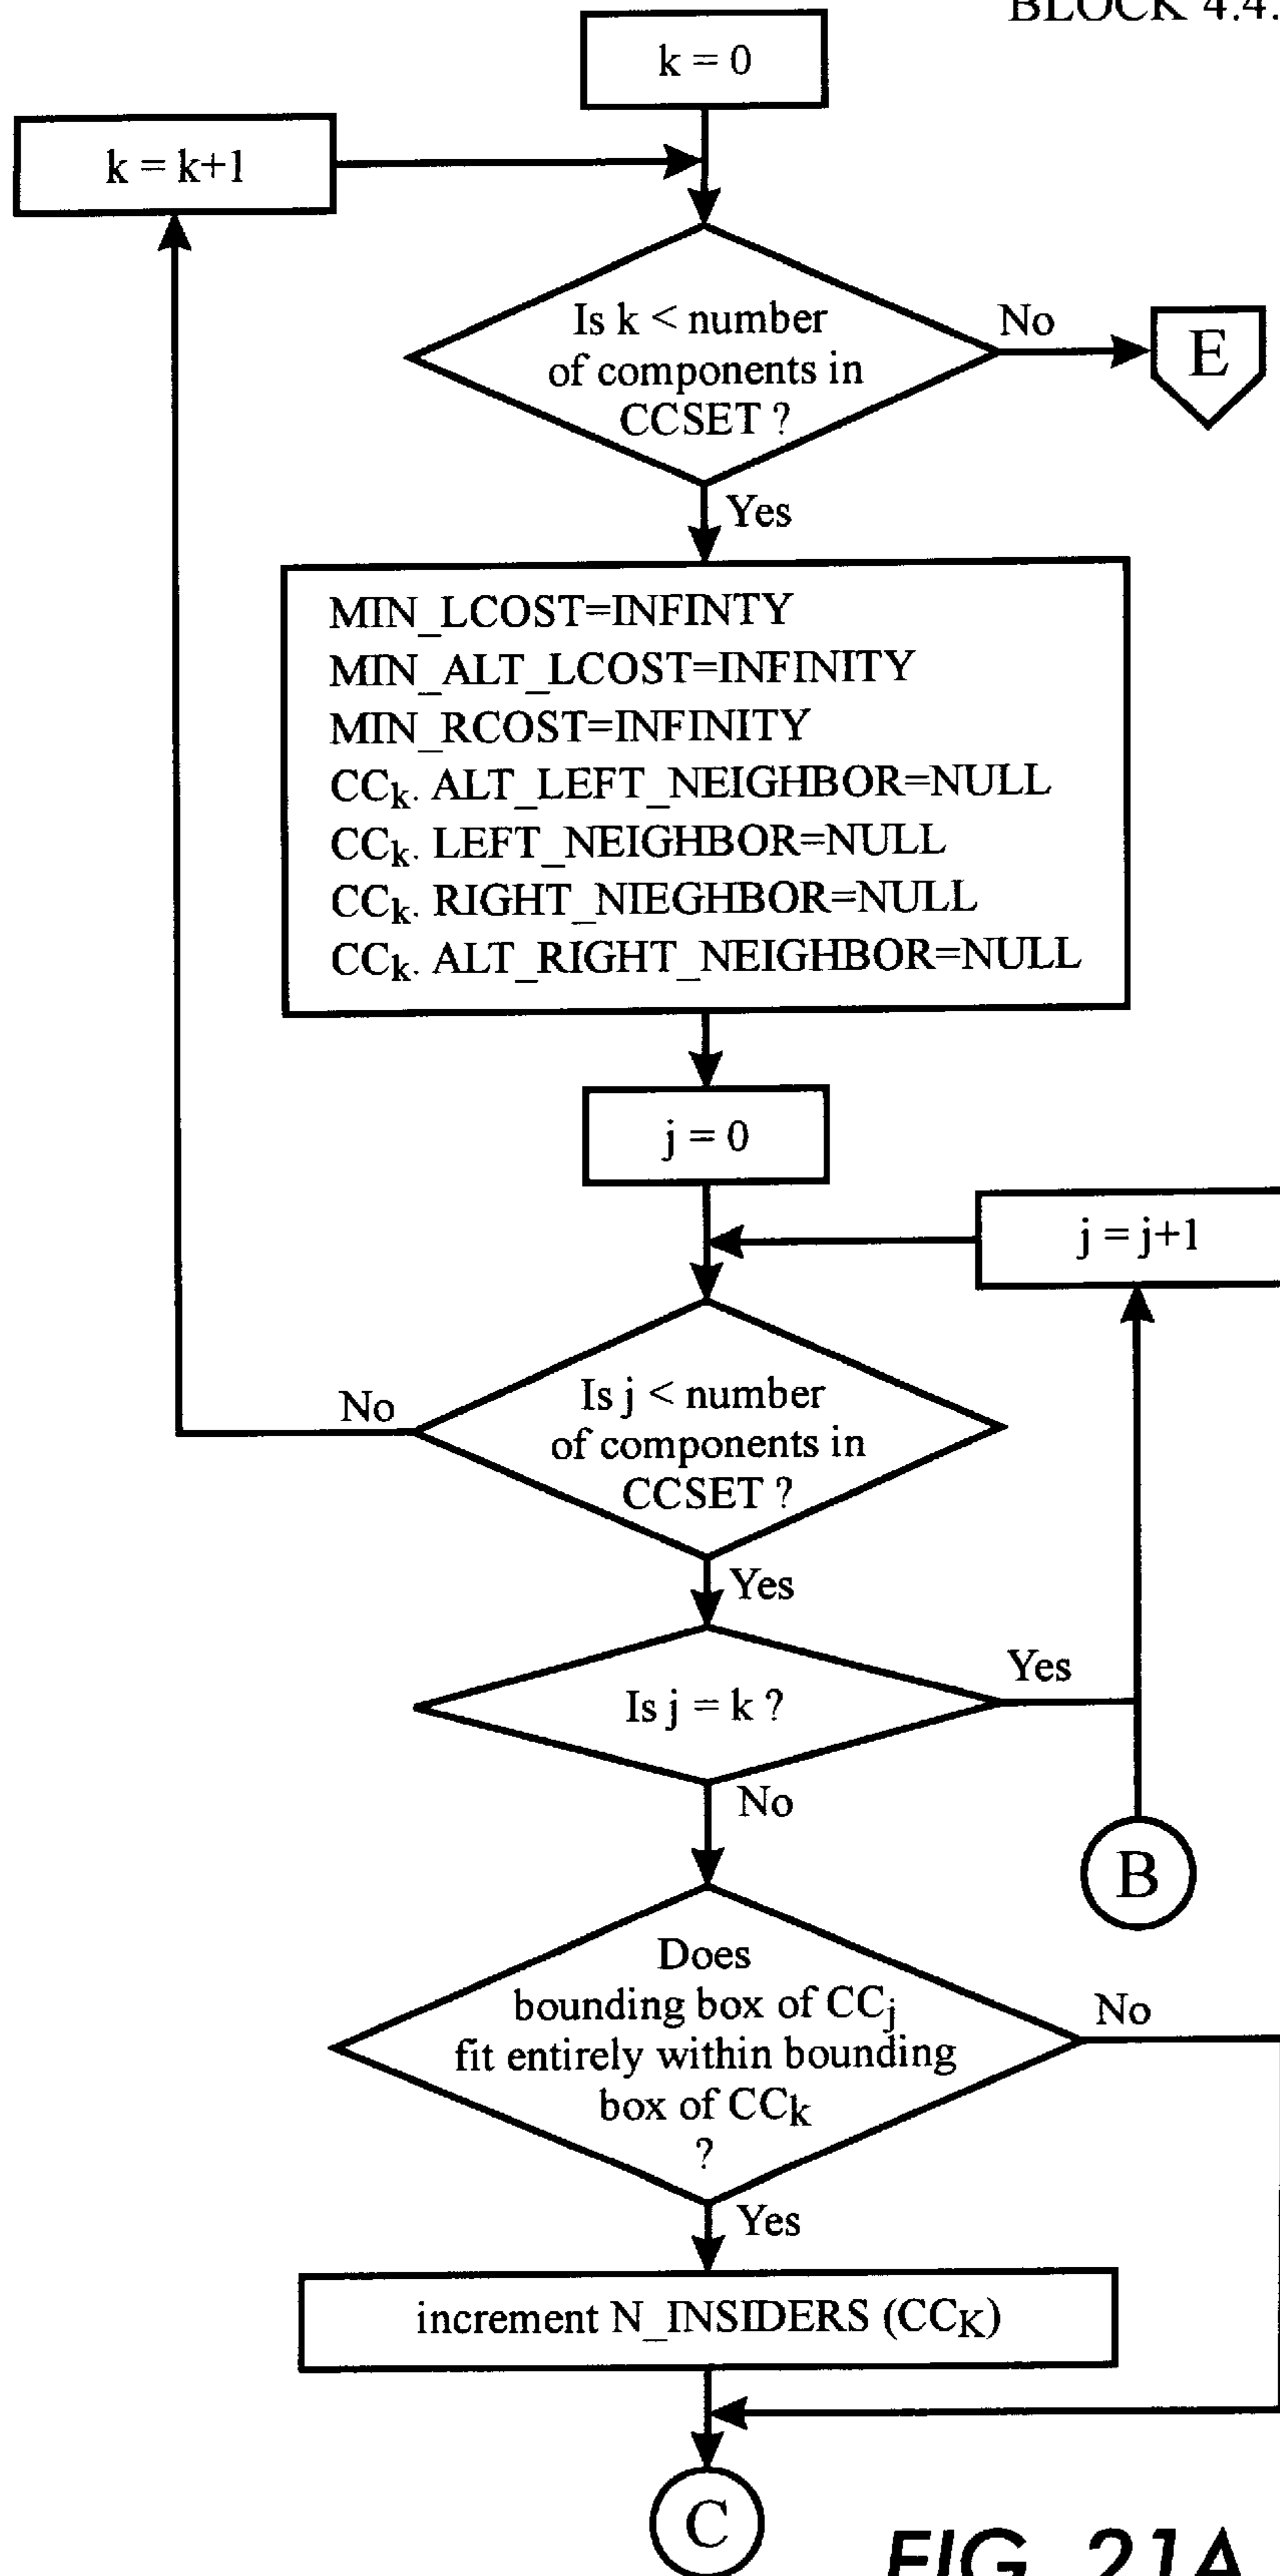 BLOCK 4.4.
k = 0
k = k+1
Is k < number
of components in
CCSET ?
No
E
Yes
MIN_LCOST=INFINTY
MIN_ALT_LCOST=INFINITY
MIN_RCOST=INFINITY
CCk. ALT_LEFT_NEIGHBOR=NULL
CCk. LEFT_NEIGHBOR=NULL
CCk. RIGHT_NIEGHBOR=NULL
CCk. ALT_RIGHT_NEIGHBOR=NULL
j = 0
j = j+1
Is j < number
of components in
CCSET ?
No
Yes
Is j = k ?
Yes
No
B
Does
bounding box of CCj
fit entirely within bounding
box of CCk
?
No
Yes
increment N_INSIDERS (CCK)
C
FIG. 21A